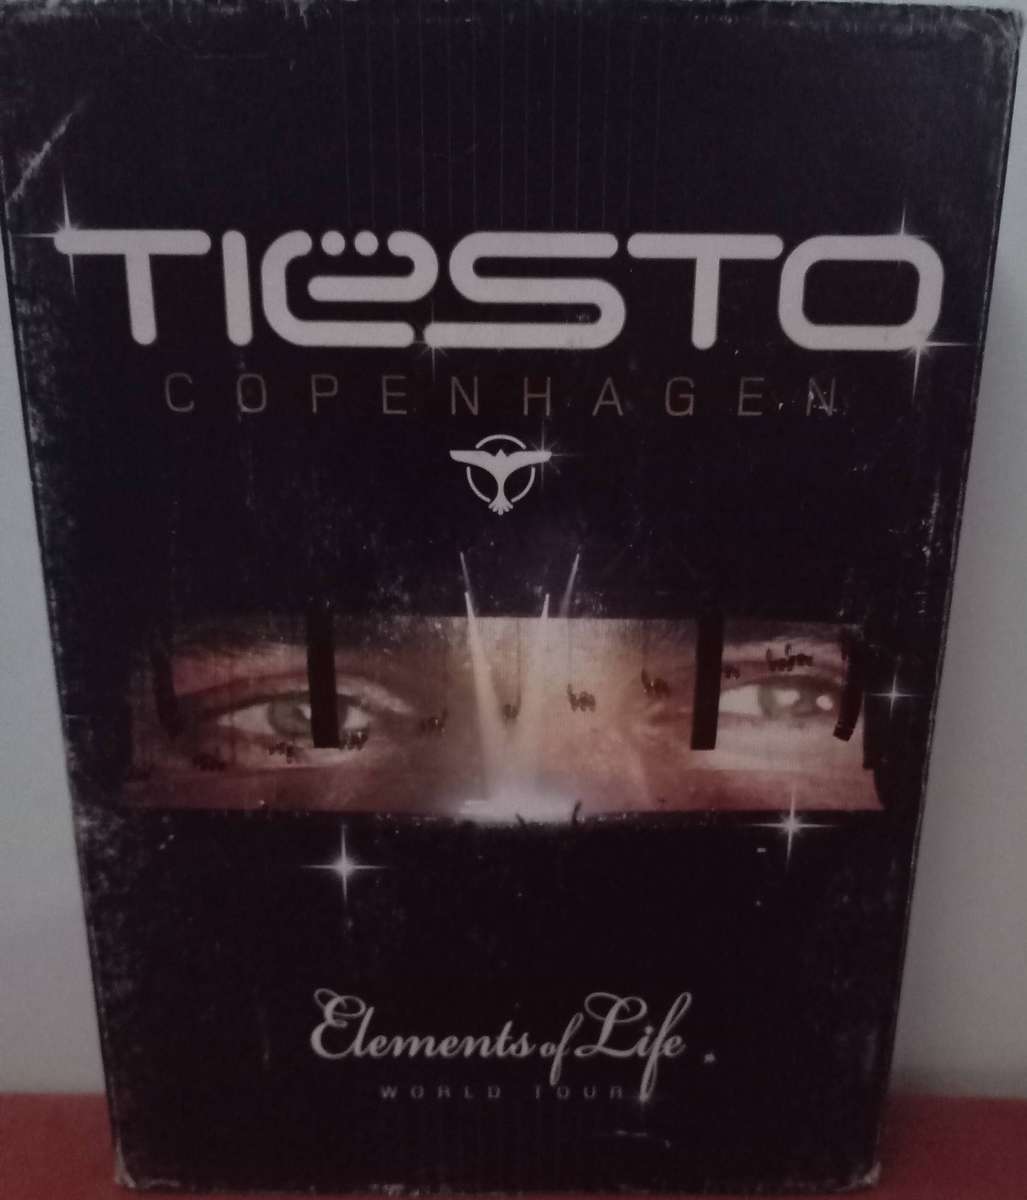 TIËSTO
COPENHAGEN
Elements of Life
WORLD TOUR